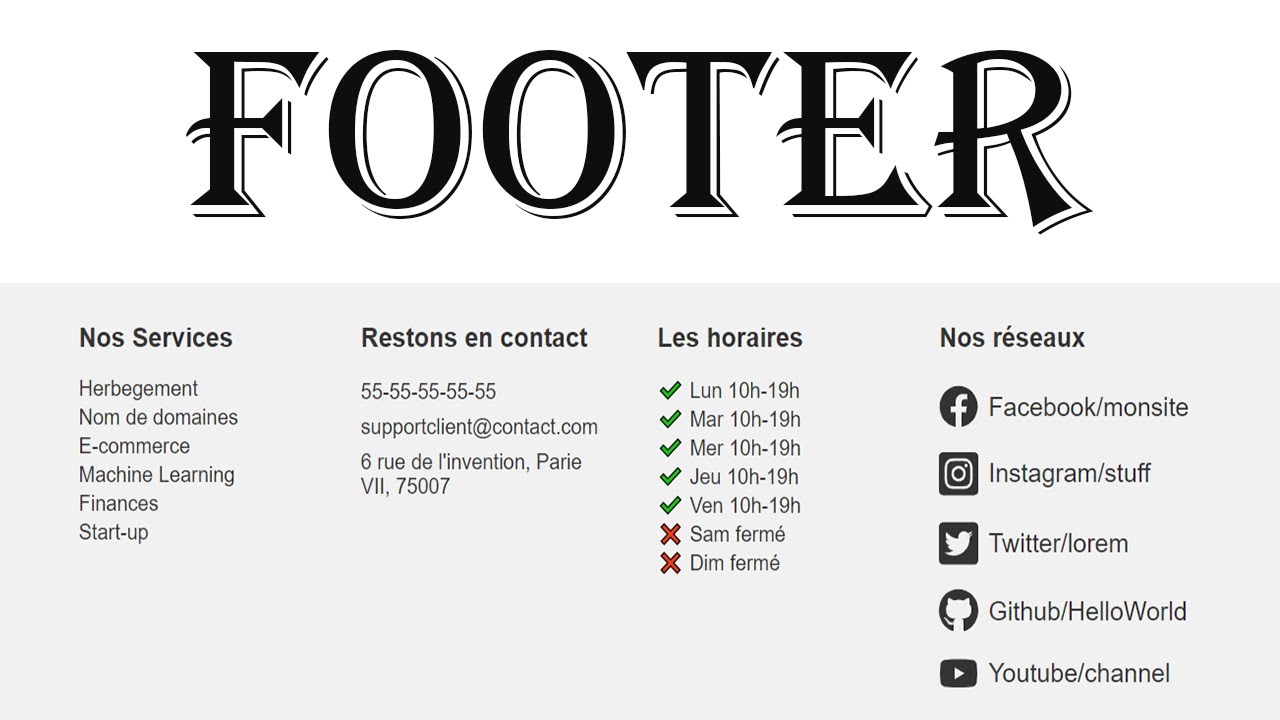 FOOTER
Nos Services
Herbegement
Nom de domaines
E-commerce
Machine Learning
Finances
Start-up
Restons en contact
55-55-55-55-55
supportclient@contact.com
6 rue de l'invention, Parie
VII, 75007
Les horaires
Lun 10h-19h
Mar 10h-19h
Mer 10h-19h
Jeu 10h-19h
Ven 10h-19h
Sam fermé
Dim fermé
Nos réseaux
Facebook/monsite
Instagram/stuff
Twitter/lorem
Github/HelloWorld
Youtube/channel